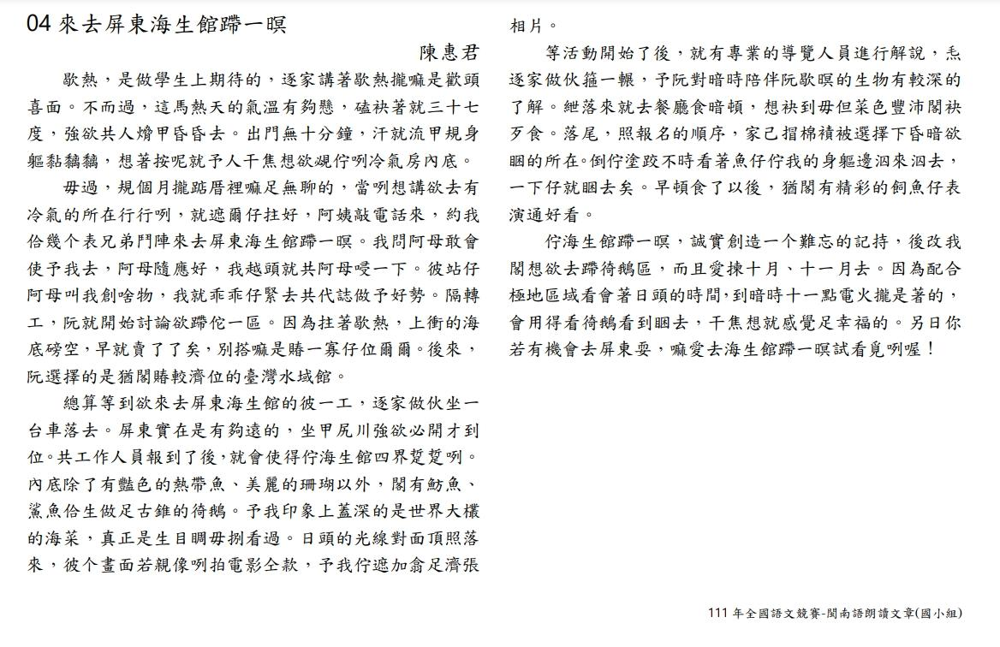 04 來去屏東海生館蹛一暝
陳惠君
歇熱，是做學生上期待的，逐家講著歇熱攏嘛是歡頭
喜面。不而過，這馬熱天的氣溫有夠懸，磕袂著就三十七
度，強欲共人熁甲昏昏去。出門無十分鐘，汗就流甲規身
軀黏黐黐，想著按呢就予人干焦想欲覕佇咧冷氣房內底。
毋過，規個月攏踮厝裡嘛足無聊的，當咧想講欲去有
冷氣的所在行行咧，就遮爾仔拄好，阿姨敲電話來，約我
佮幾个表兄弟鬥陣來去屏東海生館蹛一暝。我問阿母敢會
使予我去，阿母隨應好，我越頭就共阿母唚一下。彼站仔
阿母叫我創啥物，我就乖乖仔緊去共代誌做予好勢。隔轉
工，阮就開始討論欲蹛佗一區。因為拄著歇熱，上衝的海
底磅空，早就賣了了矣，別搭嘛是賰一寡仔位爾爾。後來，
阮選擇的是猶閣賰較濟位的臺灣水域館。
總算等到欲來去屏東海生館的彼一工，逐家做伙坐一
台車落去。屏東實在是有夠遠的，坐甲尻川強欲必開才到
位。共工作人員報到了後，就會使得佇海生館四界踅踅咧。
內底除了有豔色的熱帶魚、美麗的珊瑚以外，閣有魴魚、
鯊魚佮生做足古錐的待鵝。予我印象上蓋深的是世界大欉
的海菜，真正是生目睭毋捌看過。日頭的光線對面頂照落
來，彼个畫面若親像咧拍電影仝款，予我佇遮加翕足濟張
相片。
等活動開始了後，就有專業的導覽人員進行解說，𤆬
逐家做伙箍一輾，予阮對暗時陪伴阮歇暝的生物有較深的
了解。紲落來就去餐廳食暗頓，想袂到毋但菜色豐沛閣袂
歹食。落尾，照報名的順序，家己揹棉襀被選擇下昏暗欲
睏的所在。倒佇塗跤不時看著魚仔佇我的身軀邊泅來泅去，
一下仔就睏去矣。早頓食了以後，猶閣有精彩的飼魚仔表
演通好看。
佇海生館蹛一暝，誠實創造一个難忘的記持，後改我
閣想欲去蹛待鵝區，而且愛揀十月、十一月去。因為配合
極地區域看會著日頭的時間，到暗時十一點電火攏是著的，
會用得看待鵝看到睏去，干焦想就感覺足幸福的。另日你
若有機會去屏東耍，嘛愛去海生館蹛一暝試看覓咧喔！
111 年全國語文競賽-閩南語朗讀文章(國小組)